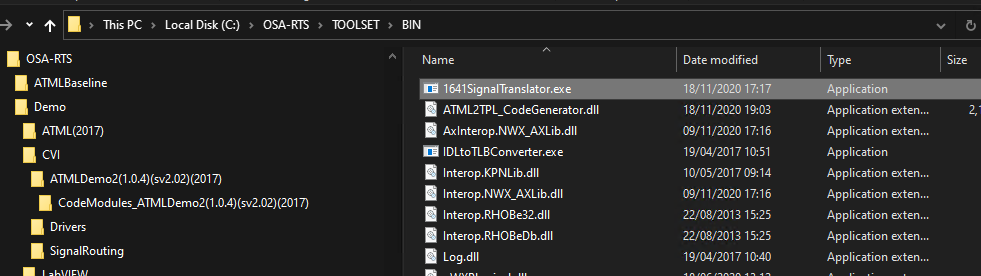 This PC > Local Disk (C:) > OSA-RTS > TOOLSET > BIN
OSA-RTS
ATMLBaseline
Demo
ATML(2017)
CVI
ATMLDemo2(1.0.4)(sv2.02)(2017)
CodeModules_ATMLDemo2(1.0.4)(sv2.02)(2017)
Drivers
SignalRouting
LabVIEW
Name Date modified Type Size
1641SignalTranslator.exe 18/11/2020 17:17 Application
ATML2TPL_CodeGenerator.dll 18/11/2020 19:03 Application exten... 2,
AxInterop.NWX_AXLib.dll 09/11/2020 17:16 Application exten...
IDLtoTLBConverter.exe 19/04/2017 10:51 Application
Interop.KPNLib.dll 10/05/2017 09:14 Application exten...
Interop.NWX_AXLib.dll 09/11/2020 17:16 Application exten...
Interop.RHOBe32.dll 22/08/2013 15:25 Application exten...
Interop.RHOBeDb.dll 22/08/2013 15:25 Application exten...
Log.dll 19/04/2017 10:40 Application exten...